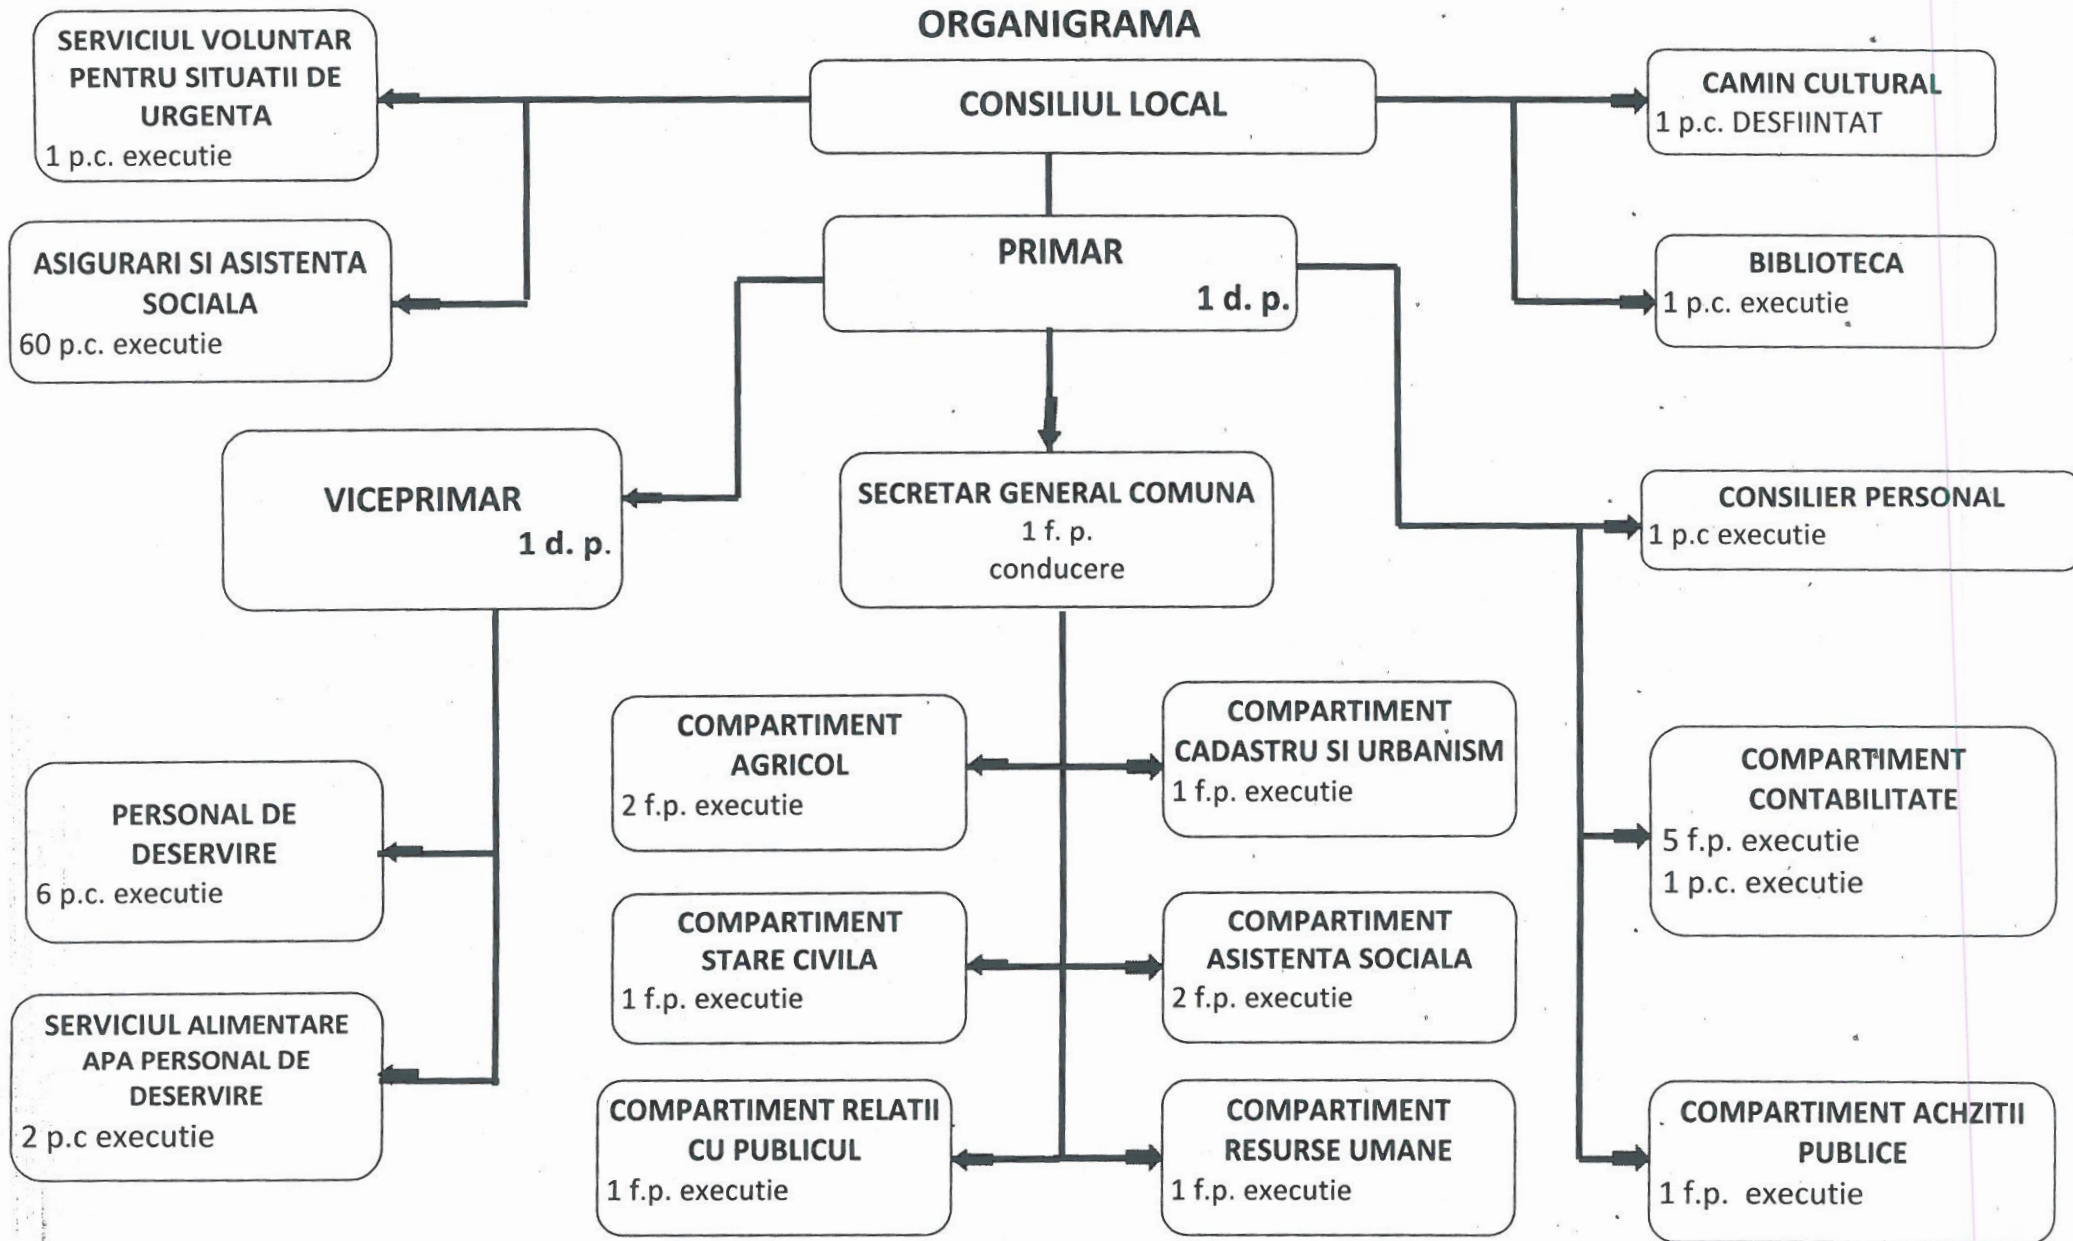 ORGANIGRAMA
SERVICIUL VOLUNTAR
PENTRU SITUATII DE
URGENTA
1 p.c. executie
CONSILIUL LOCAL
CAMIN CULTURAL
1 p.c. DESFIINTAT
ASIGURARI SI ASISTENTA
SOCIALA
60 p.c. executie
PRIMAR
1 d. p.
BIBLIOTECA
1 p.c. executie
VICEPRIMAR
1 d. p.
SECRETAR GENERAL COMUNA
1 f. p.
conducere
CONSILIER PERSONAL
1 p.c executie
PERSONAL DE
DESERVIRE
6 p.c. executie
COMPARTIMENT
AGRICOL
2 f.p. executie
COMPARTIMENT
CADASTRU SI URBANISM
1 f.p. executie
COMPARTIMENT
CONTABILITATE
5 f.p. executie
1 p.c. executie
COMPARTIMENT
STARE CIVILA
1 f.p. executie
COMPARTIMENT
ASISTENTA SOCIALA
2 f.p. executie
SERVICIUL ALIMENTARE
APA PERSONAL DE
DESERVIRE
2 p.c executie
COMPARTIMENT RELATII
CU PUBLICUL
1 f.p. executie
COMPARTIMENT
RESURSE UMANE
1 f.p. executie
COMPARTIMENT ACHZITII
PUBLICE
1 f.p. executie